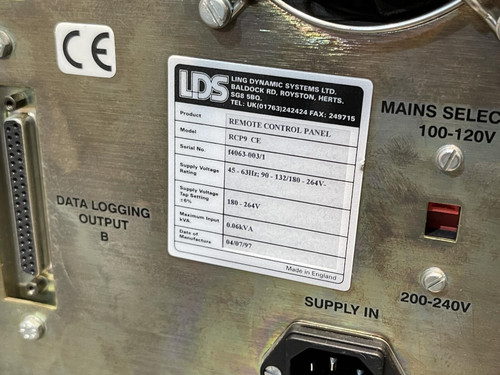 CE
LDS
LING DYNAMIC SYSTEMS LTD.
BALDOCK RD, ROYSTON, HERTS.
SG8 5BQ.
TEL: UK(01763)242424 FAX: 249715
Product REMOTE CONTROL PANEL
Model RCP9 CE
Serial No. f4063-003/1
Supply Voltage Rating 45 - 63Hz; 90 - 132/180 - 264V-
Supply Voltage Tap Setting ±6% 180 - 264V
Maximum Input kVA. 0.06kVA
Date of Manufacture 04/07/97
Made in England
MAINS SELEC
100-120V
200-240V
DATA LOGGING
OUTPUT
B
SUPPLY IN